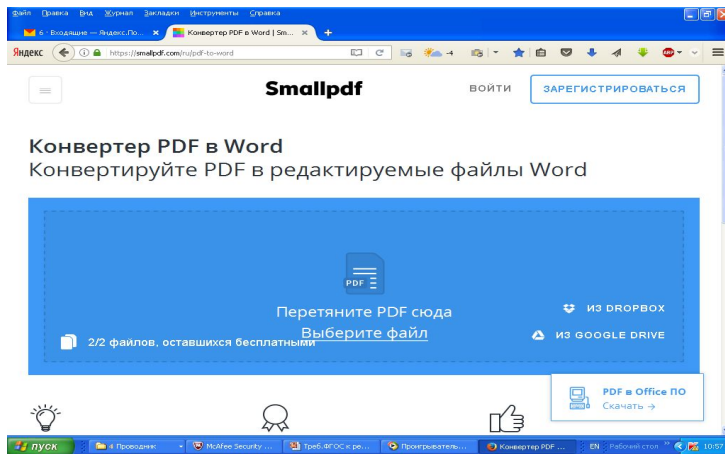 Файл Правка Вид Журнал Закладки Инструменты Справка
6 · Входящие — Яндекс.По... Конвертер PDF в Word | Sm...
Яндекс https://smallpdf.com/ru/pdf-to-word -4 ABP
Smallpdf ВОЙТИ ЗАРЕГИСТРИРОВАТЬСЯ
Конвертер PDF в Word
Конвертируйте PDF в редактируемые файлы Word
PDF
Перетяните PDF сюда
Выберите файл
2/2 файлов, оставшихся бесплатными
ИЗ DROPBOX
ИЗ GOOGLE DRIVE
PDF в Office ПО
Скачать →
пуск 4 Проводник McAfee Security ... Треб.ФГОС к ре... Проигрыватель... Конвертер PDF ... EN Рабочий стол » 10:57